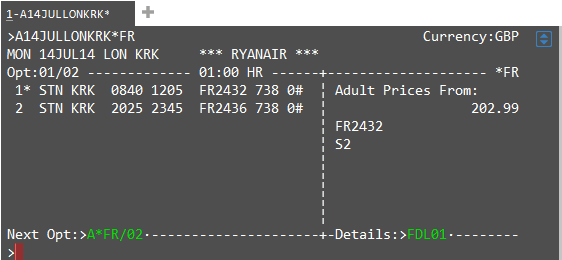 1-A14JULLONKRK*
>A14JULLONKRK*FR Currency:GBP
MON 14JUL14 LON KRK *** RYANAIR ***
Opt:01/02 ------------- 01:00 HR ------+-------------------- *FR
1* STN KRK 0840 1205 FR2432 738 0# ¦ Adult Prices From:
2 STN KRK 2025 2345 FR2436 738 0# ¦ 202.99
FR2432
S2
Next Opt:>A*FR/02·---------------------+-Details:>FDL01·---------
>